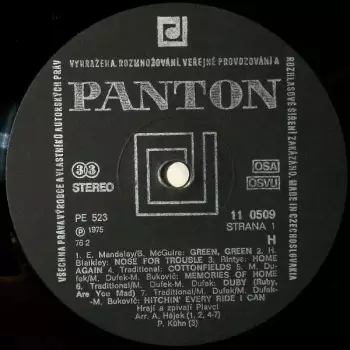 VYHRAŽENA. ROZMNOŽOVÁNÍ, VEŘEJNÉ PROVOZOVÁNÍ A
ROZHLASOVÉ ŠÍŘENÍ ZAKÁZÁNO. MADE IN CZECHOSLOVAKIA
VŠECHNA PRÁVA VÝROBCE A VLASTNÍKŮ AUTORSKÝCH PRÁV
PANTON
33
STEREO
OSA
OSVU
PE 523
11 0509
℗ 1975
STRANA 1
76 2
H
1. E. Mandalay/B. McGuire: GREEN, GREEN 2. H.
Blaikley: NOSE FOR TROUBLE 3. Rintye: HOME
AGAIN 4. Traditional: COTTONFIELDS 5. M. Du-
fek/M. Dufek-M. Bukovič: MEMORIES OF HOME
6. Traditional/M. Dufek-M. Dufek: DUBY (Ruby,
Are You Mad) 7. Traditional/M. Dufek-M. Du-
fek-M. Bukovič: HITCHIN' EVERY RIDE I CAN
Hrají a zpívají Plavci
Arr. A. Hájek (1, 2, 4-7)
P. Kühn (3)